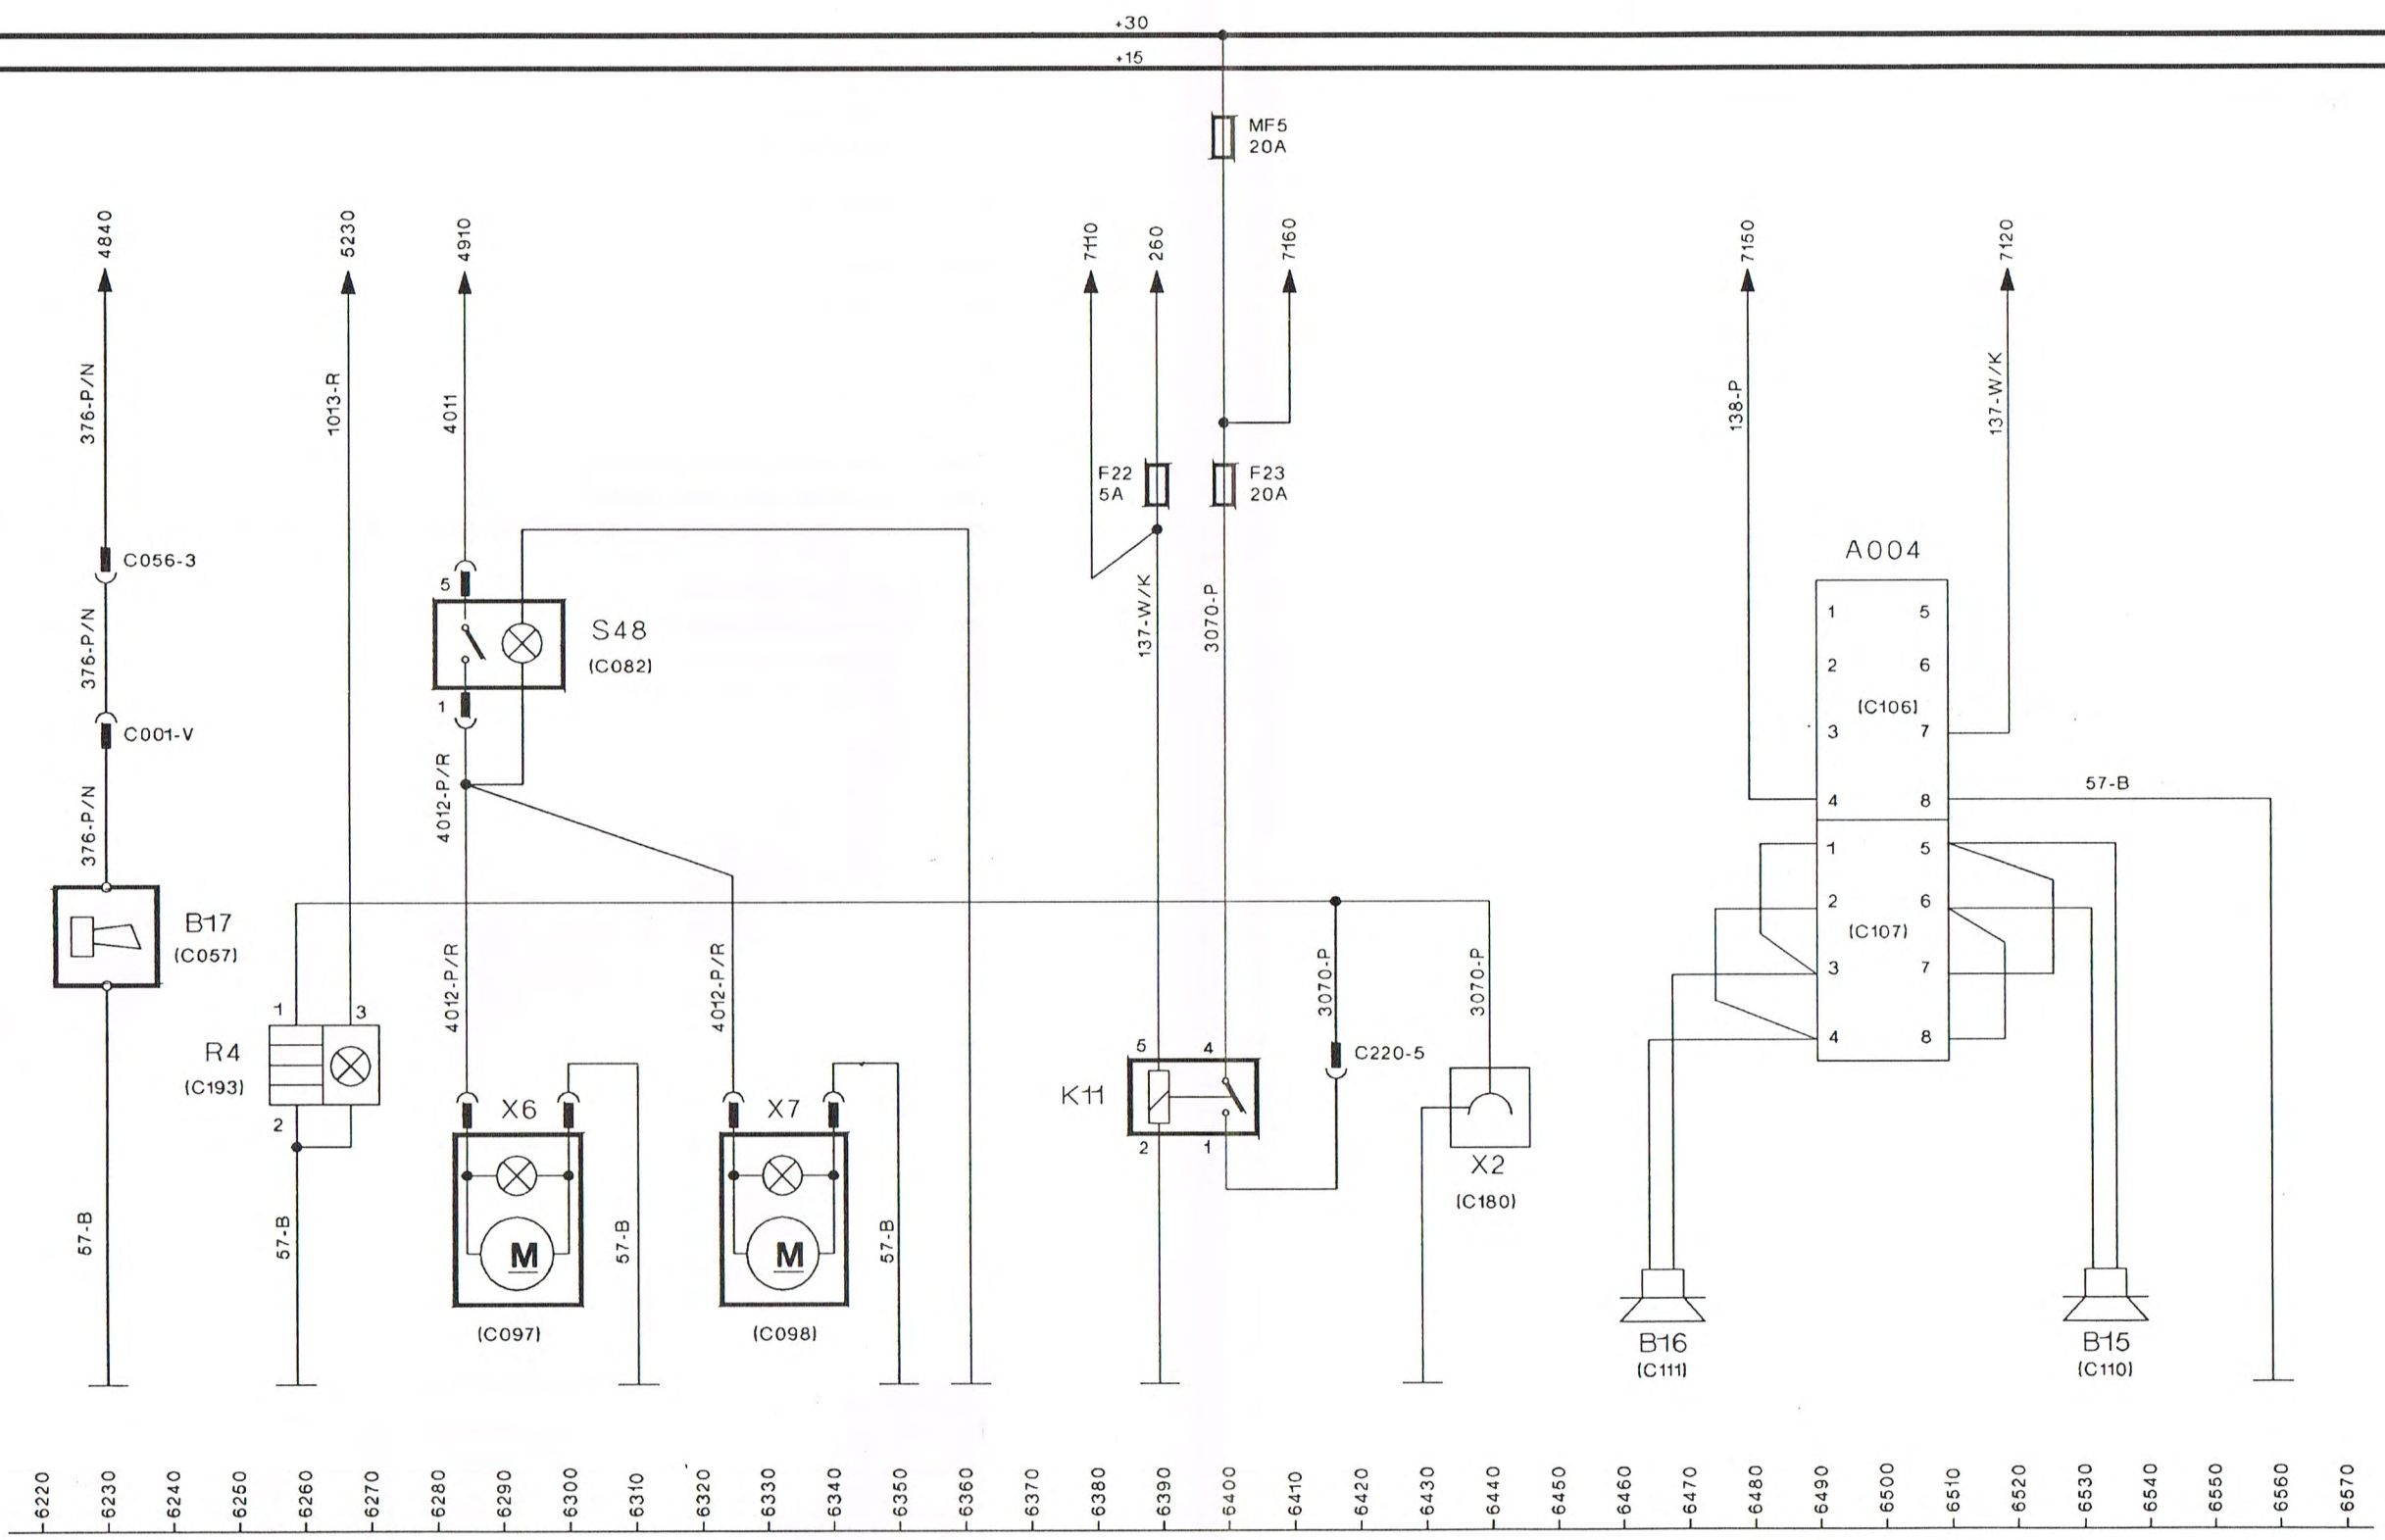 +30
+15
MF5
20A
4840
5230
4910
7110
260
7160
7150
7120
376-P/N
1013-R
4011
138-P
137-W/K
F22
5A
F23
20A
C056-3
376-P/N
5
S48
(C082)
1
137-W/K
3070-P
C001-V
376-P/N
4012-P/R
A004
1 5
2 6
(C106)
3 7
4 8
57-B
1 5
2 6
(C107)
3 7
4 8
B17
(C057)
4012-P/R
4012-P/R
3070-P
3070-P
1 3
R4
(C193)
2
5 4
K11
2 1
C220-5
X6
X7
X2
(C180)
M
M
57-B
57-B
57-B
57-B
(C097)
(C098)
B16
(C111)
B15
(C110)
6220 6230 6240 6250 6260 6270 6280 6290 6300 6310 6320 6330 6340 6350 6360 6370 6380 6390 6400 6410 6420 6430 6440 6450 6460 6470 6480 6490 6500 6510 6520 6530 6540 6550 6560 6570